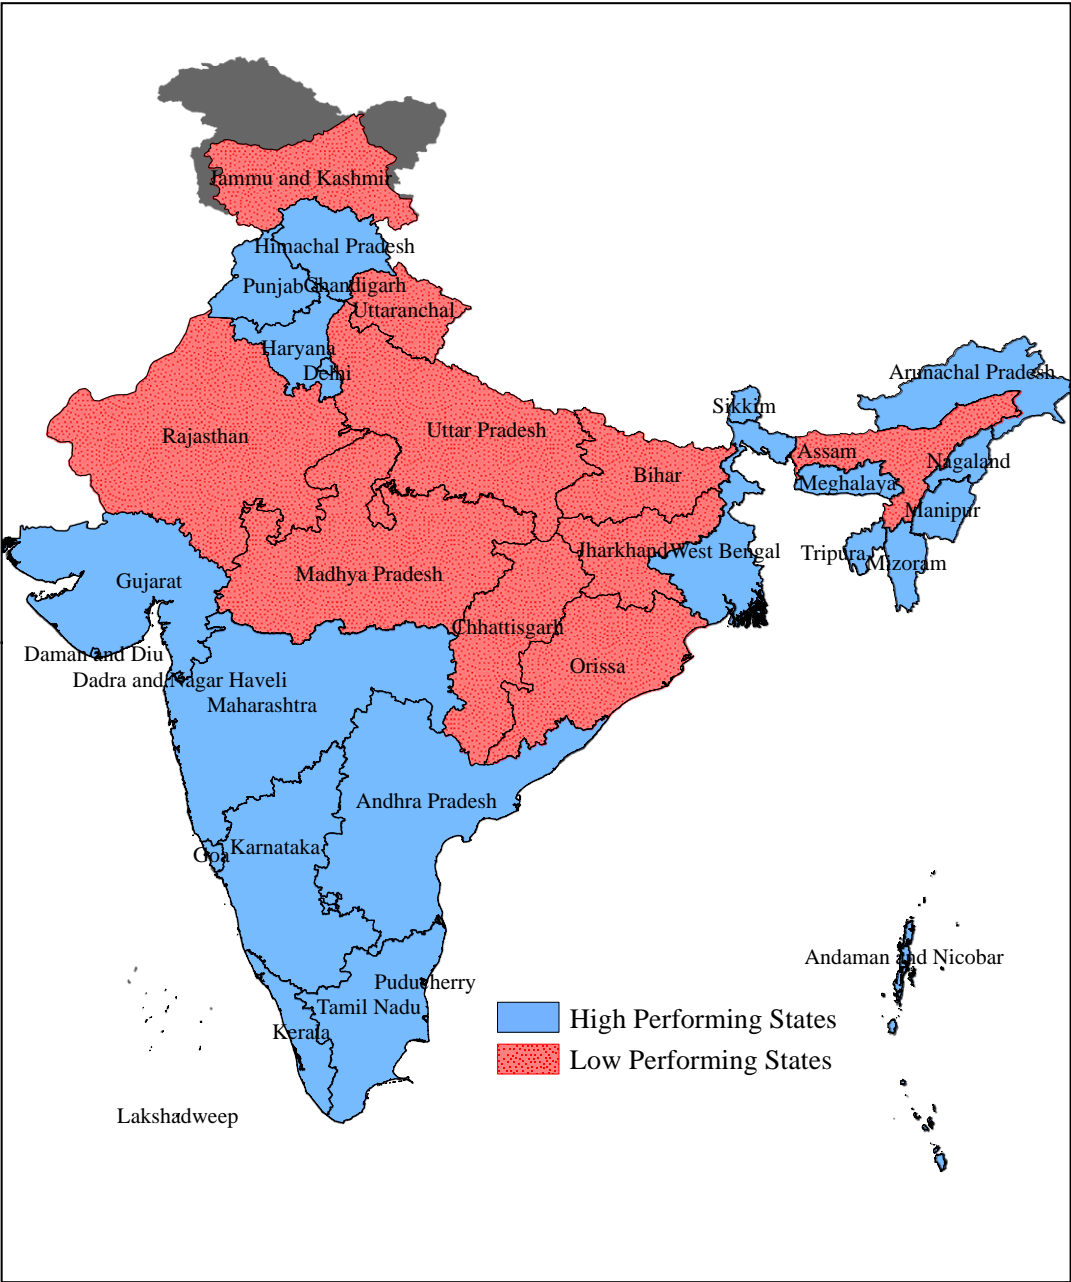 Jammu and Kashmir
Himachal Pradesh
Punjab
Chandigarh
Uttaranchal
Haryana
Delhi
Arunachal Pradesh
Sikkim
Rajasthan
Uttar Pradesh
Assam
Nagaland
Bihar
Meghalaya
Manipur
Jharkhand
West Bengal
Tripura
Mizoram
Gujarat
Madhya Pradesh
Chhattisgarh
Daman and Diu
Orissa
Dadra and Nagar Haveli
Maharashtra
Andhra Pradesh
Goa
Karnataka
Andaman and Nicobar
Puducherry
Tamil Nadu
Kerala
High Performing States
Low Performing States
Lakshadweep